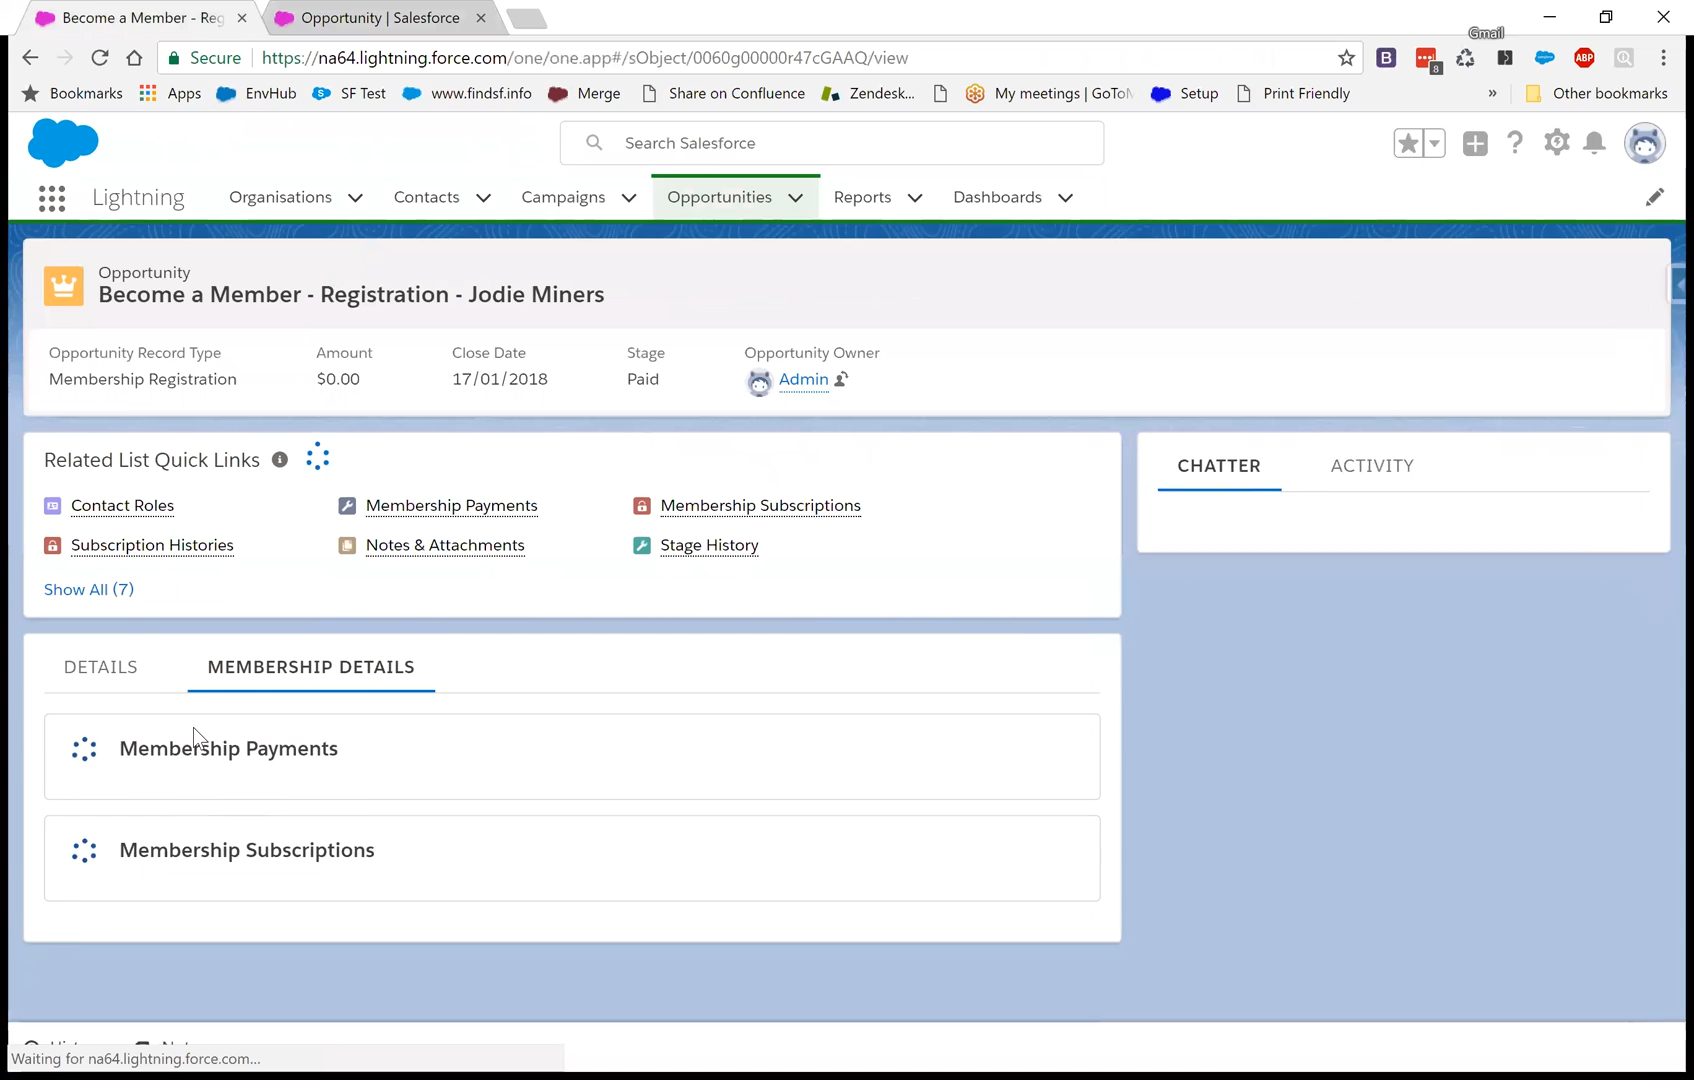 Become a Member - Reg
Opportunity | Salesforce
Gmail
Secure https://na64.lightning.force.com/one/one.app#/sObject/0060g00000r47cGAAQ/view
B 8 ABP
Bookmarks Apps EnvHub S SF Test www.findsf.info Merge Share on Confluence Zendesk... My meetings | GoToM Setup Print Friendly » Other bookmarks
Search Salesforce
Lightning Organisations Contacts Campaigns Opportunities Reports Dashboards
Opportunity
Become a Member - Registration - Jodie Miners
Opportunity Record Type Amount Close Date Stage Opportunity Owner
Membership Registration $0.00 17/01/2018 Paid Admin
Related List Quick Links
CHATTER ACTIVITY
Contact Roles Membership Payments Membership Subscriptions
Subscription Histories Notes & Attachments Stage History
Show All (7)
DETAILS MEMBERSHIP DETAILS
Membership Payments
Membership Subscriptions
Waiting for na64.lightning.force.com...